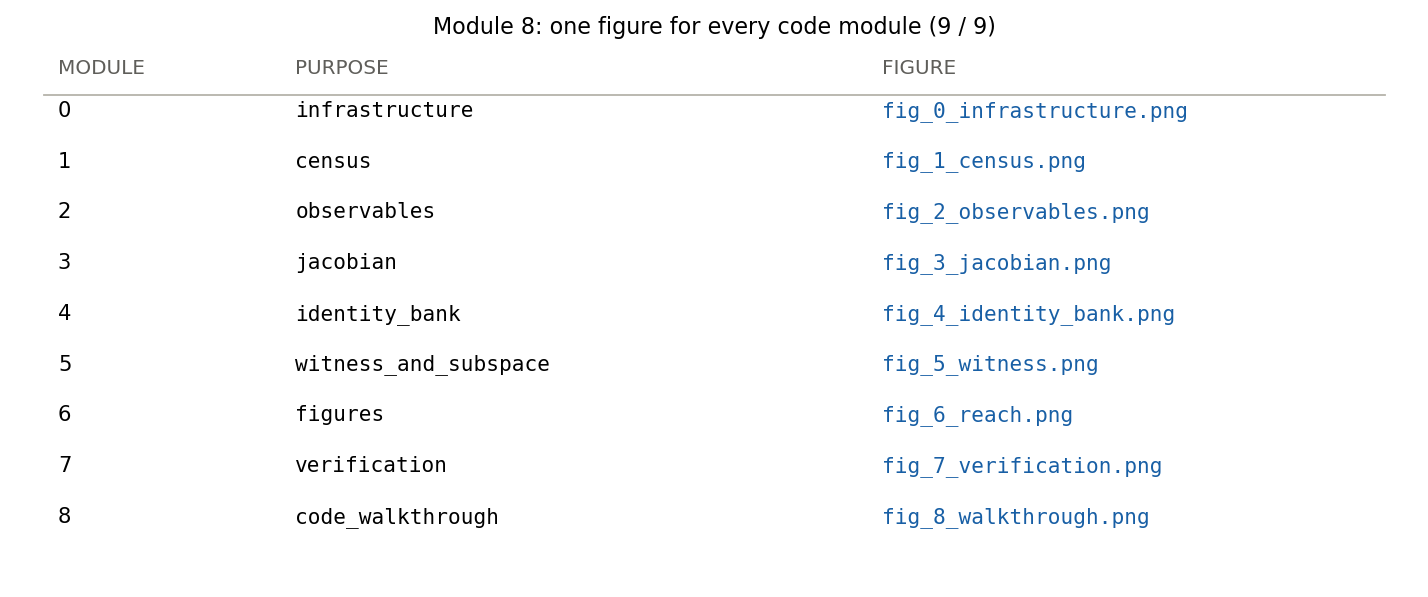 Module 8: one figure for every code module (9 / 9)
MODULE PURPOSE FIGURE
0 infrastructure fig_0_infrastructure.png
1 census fig_1_census.png
2 observables fig_2_observables.png
3 jacobian fig_3_jacobian.png
4 identity_bank fig_4_identity_bank.png
5 witness_and_subspace fig_5_witness.png
6 figures fig_6_reach.png
7 verification fig_7_verification.png
8 code_walkthrough fig_8_walkthrough.png